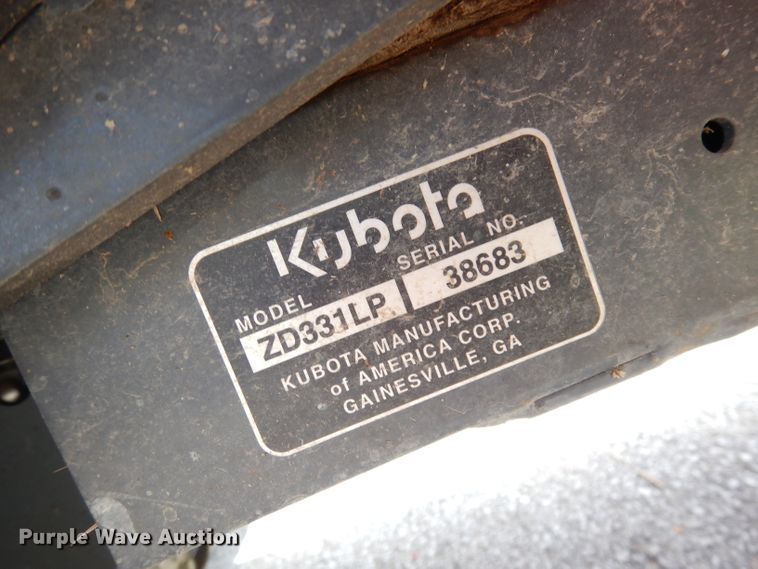 Kubota
MODEL SERIAL NO.
ZD331LP 38683
KUBOTA MANUFACTURING
of AMERICA CORP.
GAINESVILLE, GA
Purple Wave Auction